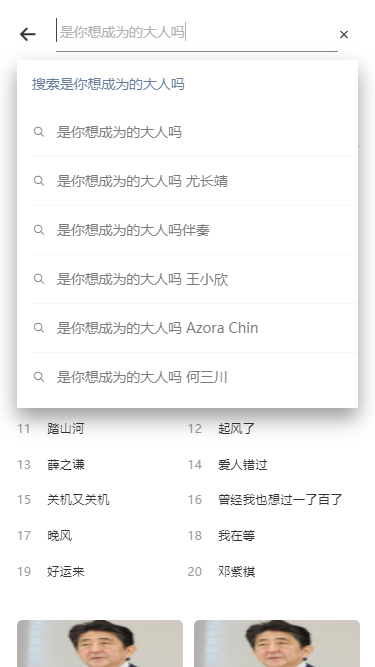 是你想成为的大人吗
搜索是你想成为的大人吗
是你想成为的大人吗
是你想成为的大人吗 尤长靖
是你想成为的大人吗伴奏
是你想成为的大人吗 王小欣
是你想成为的大人吗 Azora Chin
是你想成为的大人吗 何三川
11 踏山河 12 起风了
13 薛之谦 14 爱人错过
15 关机又关机 16 曾经我也想过一了百了
17 晚风 18 我在等
19 好运来 20 邓紫棋